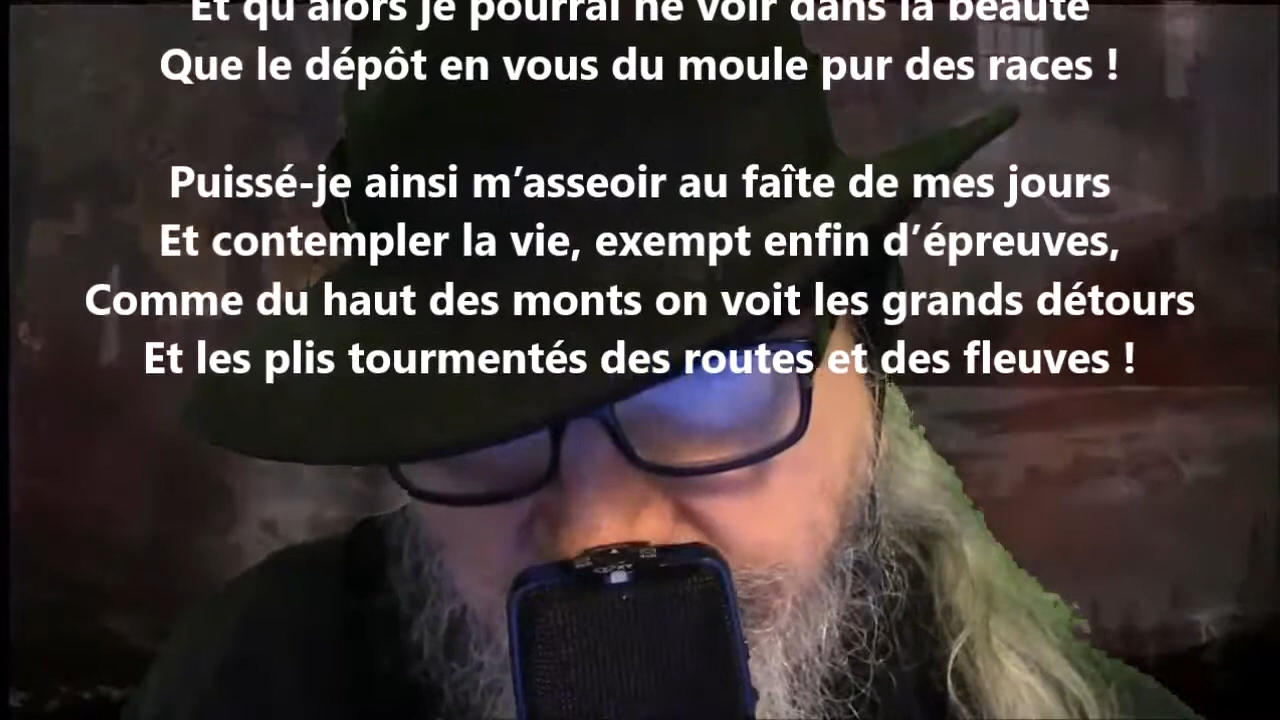 Et qu'alors je pourrai ne voir dans la beauté
Que le dépôt en vous du moule pur des races !
Puissé-je ainsi m’asseoir au faîte de mes jours
Et contempler la vie, exempt enfin d’épreuves,
Comme du haut des monts on voit les grands détours
Et les plis tourmentés des routes et des fleuves !